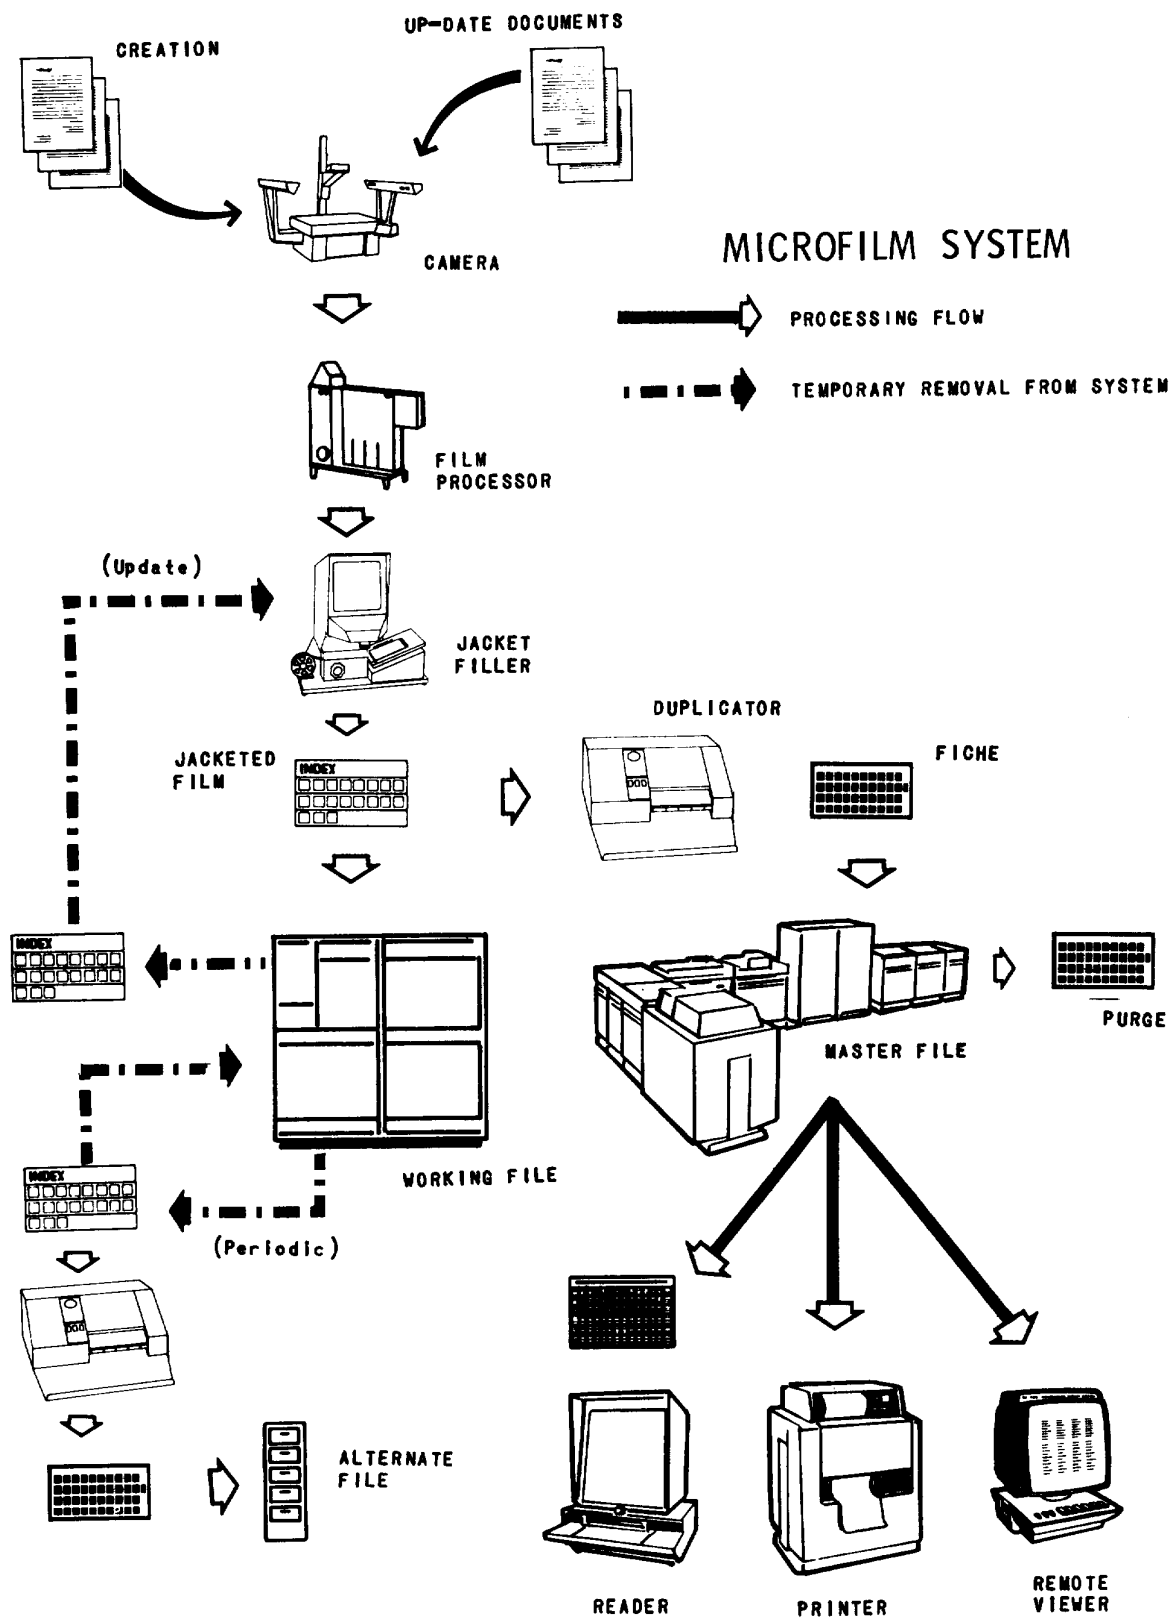 UP-DATE DOCUMENTS
CREATION
CAMERA
MICROFILM SYSTEM
PROCESSING FLOW
TEMPORARY REMOVAL FROM SYSTEM
FILM
PROCESSOR
(Update)
JACKET
FILLER
DUPLICATOR
JACKETED
FILM
INDEX
FICHE
INDEX
PURGE
MASTER FILE
INDEX
WORKING FILE
(Periodic)
ALTERNATE
FILE
READER
PRINTER
REMOTE
VIEWER